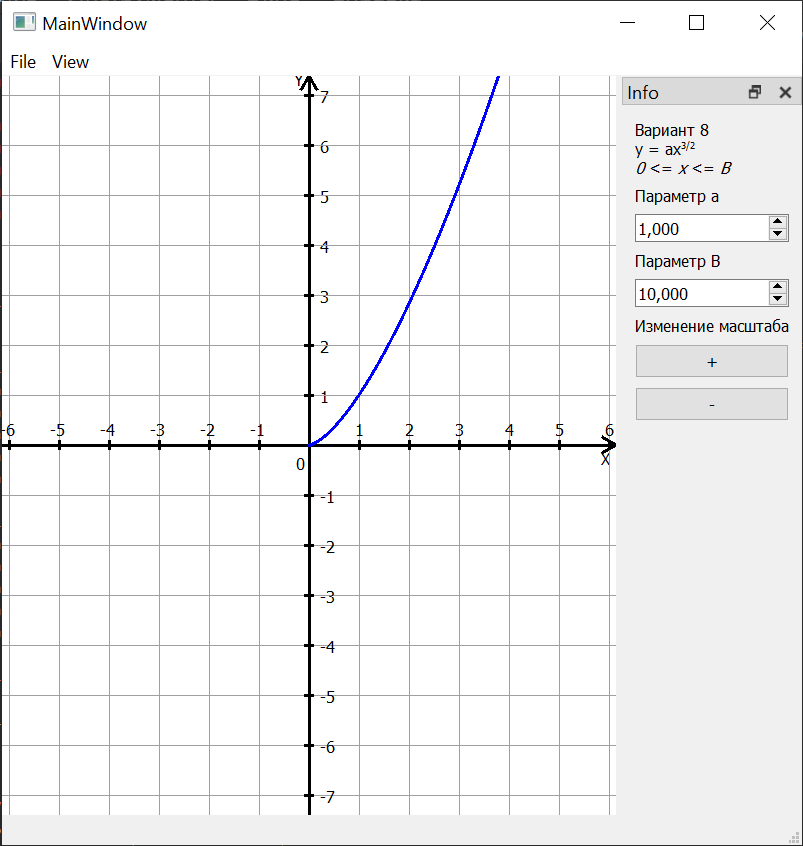 MainWindow
File View
Info
Вариант 8
y = ax^3/2
0 <= x <= B
Параметр a
1,000
Параметр B
10,000
Изменение масштаба
+
-
Y
7
6
5
4
3
2
1
-6 -5 -4 -3 -2 -1 1 2 3 4 5 6
0
X
-1
-2
-3
-4
-5
-6
-7